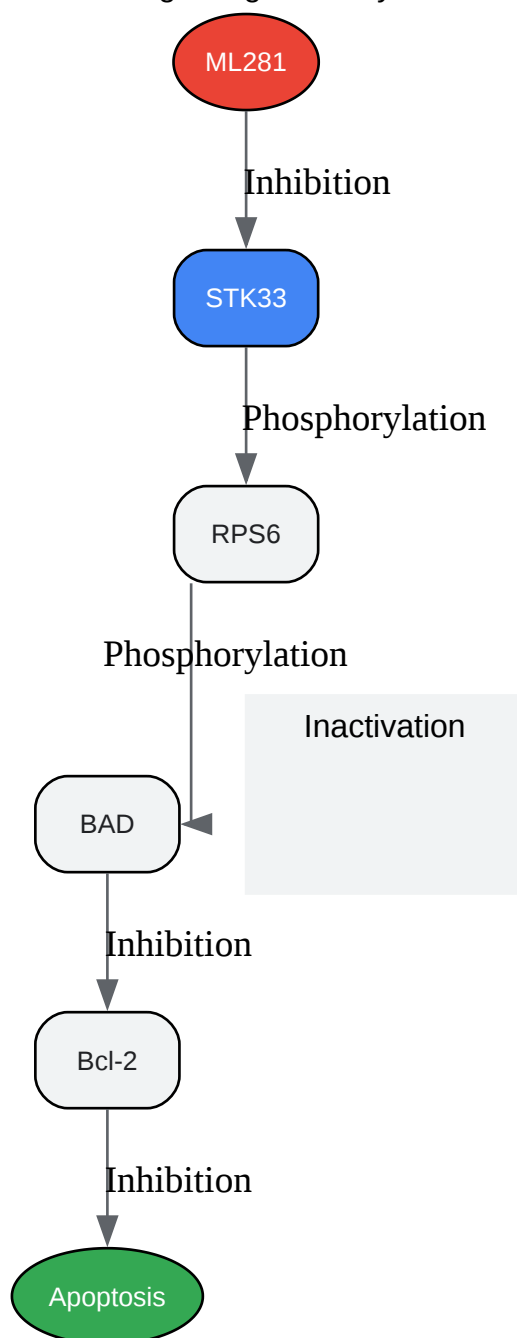 ML281
Inhibition
STK33
Phosphorylation
RPS6
Phosphorylation
Inactivation
BAD
Inhibition
Bcl-2
Inhibition
Apoptosis